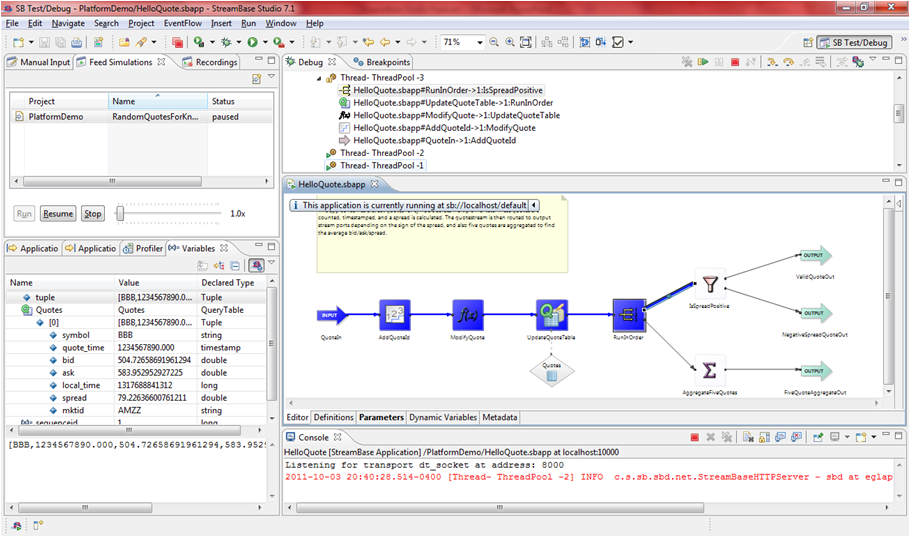 SB Test/Debug - PlatformDemo/HelloQuote.sbapp - StreamBase Studio 7.1
File Edit Navigate Search Project EventFlow Insert Run Window Help
71%
SB Test/Debug
Manual Input Feed Simulations Recordings
Project Name Status
PlatformDemo RandomQuotesForKn... paused
Run Resume Stop 1.0x
Applicatio Applicatio Profiler (x)= Variables
Name Value Declared Type
tuple [BBB,1234567890.0... Tuple
Quotes Quotes QueryTable
[0] [BBB,1234567890.0... Tuple
symbol BBB string
quote_time 1234567890.000 timestamp
bid 504.72658691961294 double
ask 583.952952927225 double
local_time 1317688841312 long
spread 79.22636600761211 double
mktid AMZZ string
sequenceid 1 long
[BBB,1234567890.000,504.72658691961294,583.9529
Debug Breakpoints
Thread- ThreadPool -3
HelloQuote.sbapp#RunInOrder->1:IsSpreadPositive
HelloQuote.sbapp#UpdateQuoteTable->1:RunInOrder
HelloQuote.sbapp#ModifyQuote->1:UpdateQuoteTable
HelloQuote.sbapp#AddQuoteId->1:ModifyQuote
HelloQuote.sbapp#QuoteIn->1:AddQuoteId
Thread- ThreadPool -2
Thread- ThreadPool -1
HelloQuote.sbapp
This application is currently running at sb://localhost/default
counted, timestamped, and a spread is calculated. The quotestream is then routed to output
stream ports depending on the sign of the spread, and also five quotes are aggregated to find
the average bid/ask/spread.
INPUT
QuoteIn
123
AddQuoteId
f(x)
ModifyQuote
UpdateQuoteTable
Quotes
RunInOrder
IsSpreadPositive
OUTPUT
ValidQuoteOut
OUTPUT
NegativeSpreadQuoteOut
Σ
AggregateFiveQuotes
OUTPUT
FiveQuoteAggregateOut
Editor Definitions Parameters Dynamic Variables Metadata
Console
HelloQuote [StreamBase Application] /PlatformDemo/HelloQuote.sbapp at localhost:10000
Listening for transport dt_socket at address: 8000
2011-10-03 20:40:28.514-0400 [Thread- ThreadPool -2] INFO c.s.sb.sbd.net.StreamBaseHTTPServer - sbd at eglap